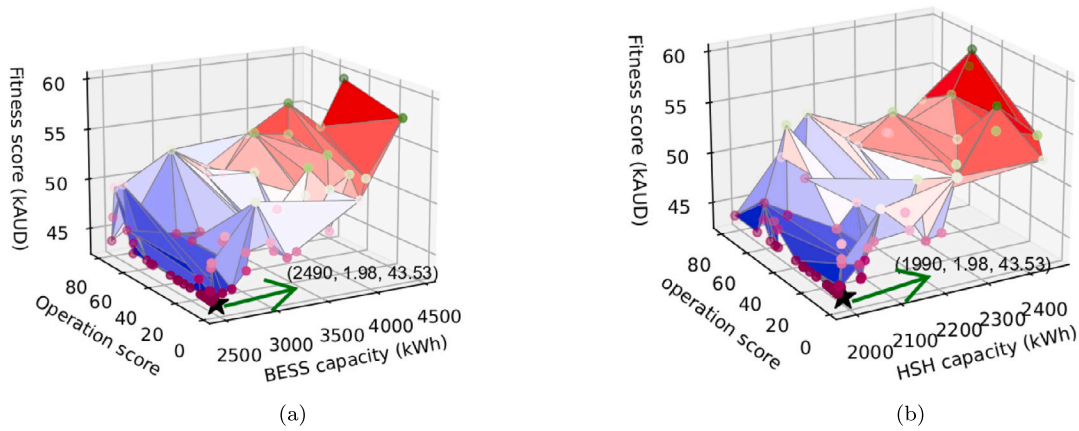 60
55
50
45
Fitness score (kAUD)
80
60
40
20
0
Operation score
2500
3000
3500
4000
4500
BESS capacity (kWh)
(2490, 1.98, 43.53)
(a)
60
55
50
45
Fitness score (kAUD)
80
60
40
20
0
operation score
2000
2100
2200
2300
2400
HSH capacity (kWh)
(1990, 1.98, 43.53)
(b)